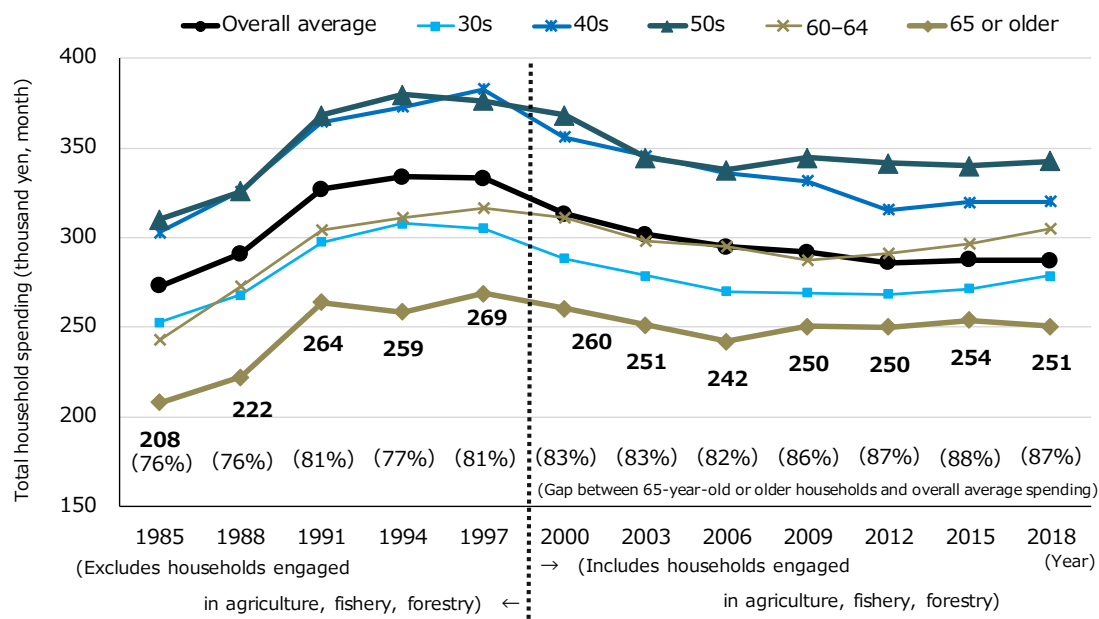 Overall average 30s 40s 50s 60–64 65 or older
Total household spending (thousand yen, month)
400
350
300
250
200
150
208 222 264 259 269 260 251 242 250 250 254 251
(76%) (76%) (81%) (77%) (81%) (83%) (83%) (82%) (86%) (87%) (88%) (87%)
(Gap between 65-year-old or older households and overall average spending)
1985 1988 1991 1994 1997 2000 2003 2006 2009 2012 2015 2018
(Year)
(Excludes households engaged
in agriculture, fishery, forestry) ←
→ (Includes households engaged
in agriculture, fishery, forestry)